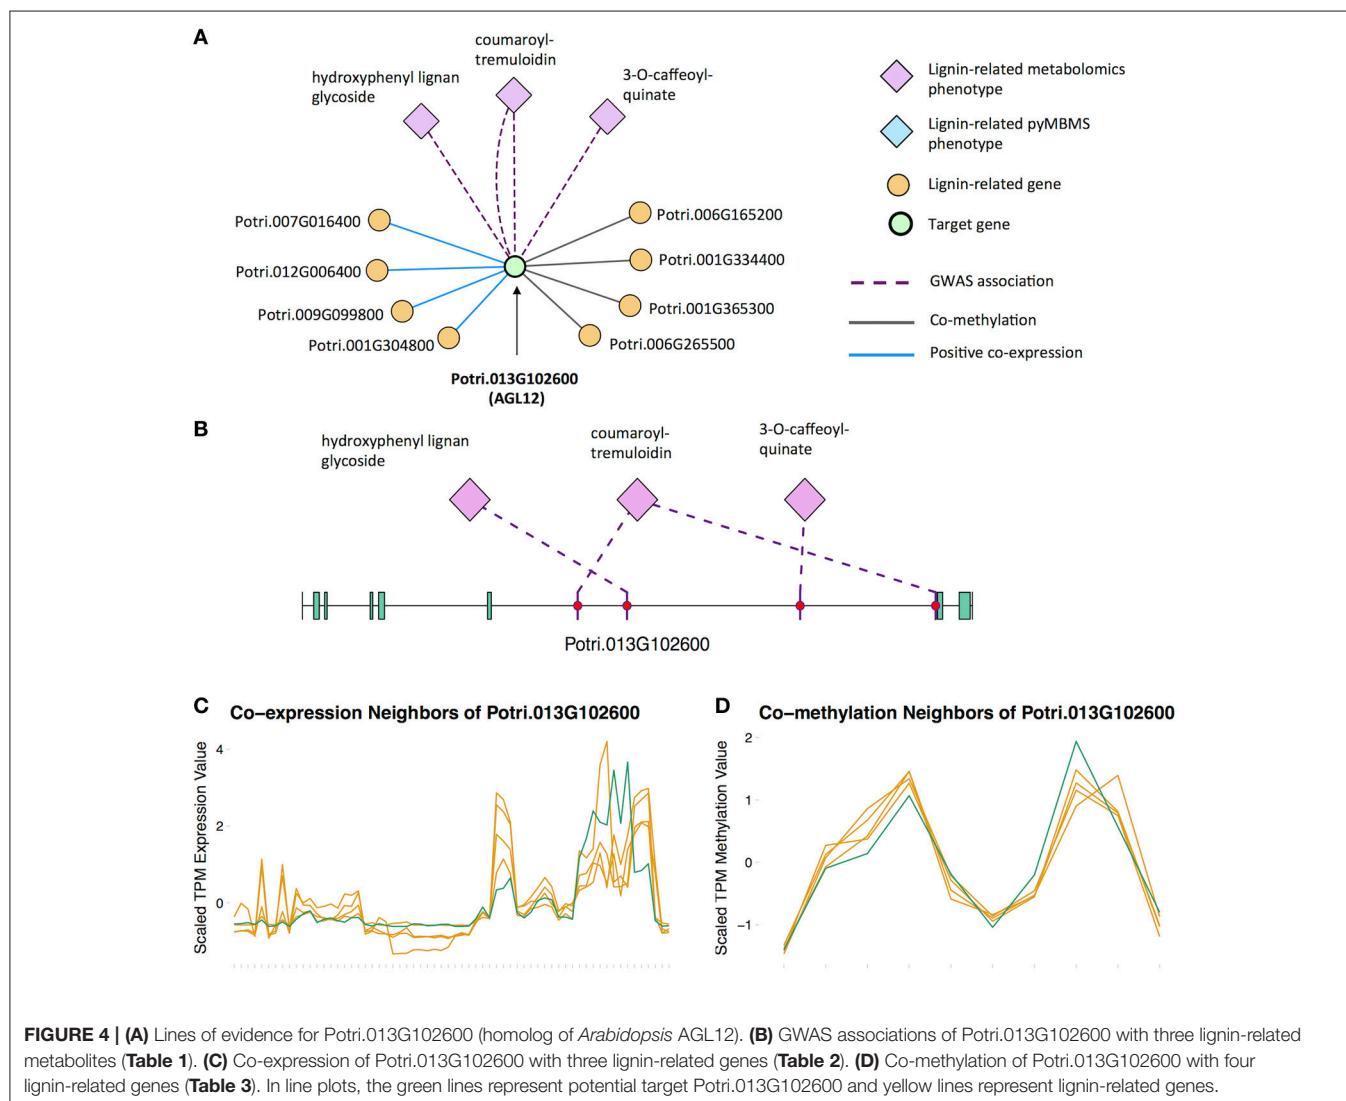 A
coumaroyl-
tremuloidin
hydroxyphenyl lignan
glycoside
3-O-caffeoyl-
quinate
Lignin-related metabolomics
phenotype
Lignin-related pyMBMS
phenotype
Lignin-related gene
Target gene
GWAS association
Co-methylation
Positive co-expression
Potri.007G016400
Potri.012G006400
Potri.009G099800
Potri.001G304800
Potri.006G165200
Potri.001G334400
Potri.001G365300
Potri.006G265500
Potri.013G102600
(AGL12)
B
hydroxyphenyl lignan
glycoside
coumaroyl-
tremuloidin
3-O-caffeoyl-
quinate
Potri.013G102600
C
Co−expression Neighbors of Potri.013G102600
Scaled TPM Expression Value
4
2
0
D
Co−methylation Neighbors of Potri.013G102600
Scaled TPM Methylation Value
2
1
0
−1
FIGURE 4 | (A) Lines of evidence for Potri.013G102600 (homolog of Arabidopsis AGL12). (B) GWAS associations of Potri.013G102600 with three lignin-related
metabolites (Table 1). (C) Co-expression of Potri.013G102600 with three lignin-related genes (Table 2). (D) Co-methylation of Potri.013G102600 with four
lignin-related genes (Table 3). In line plots, the green lines represent potential target Potri.013G102600 and yellow lines represent lignin-related genes.